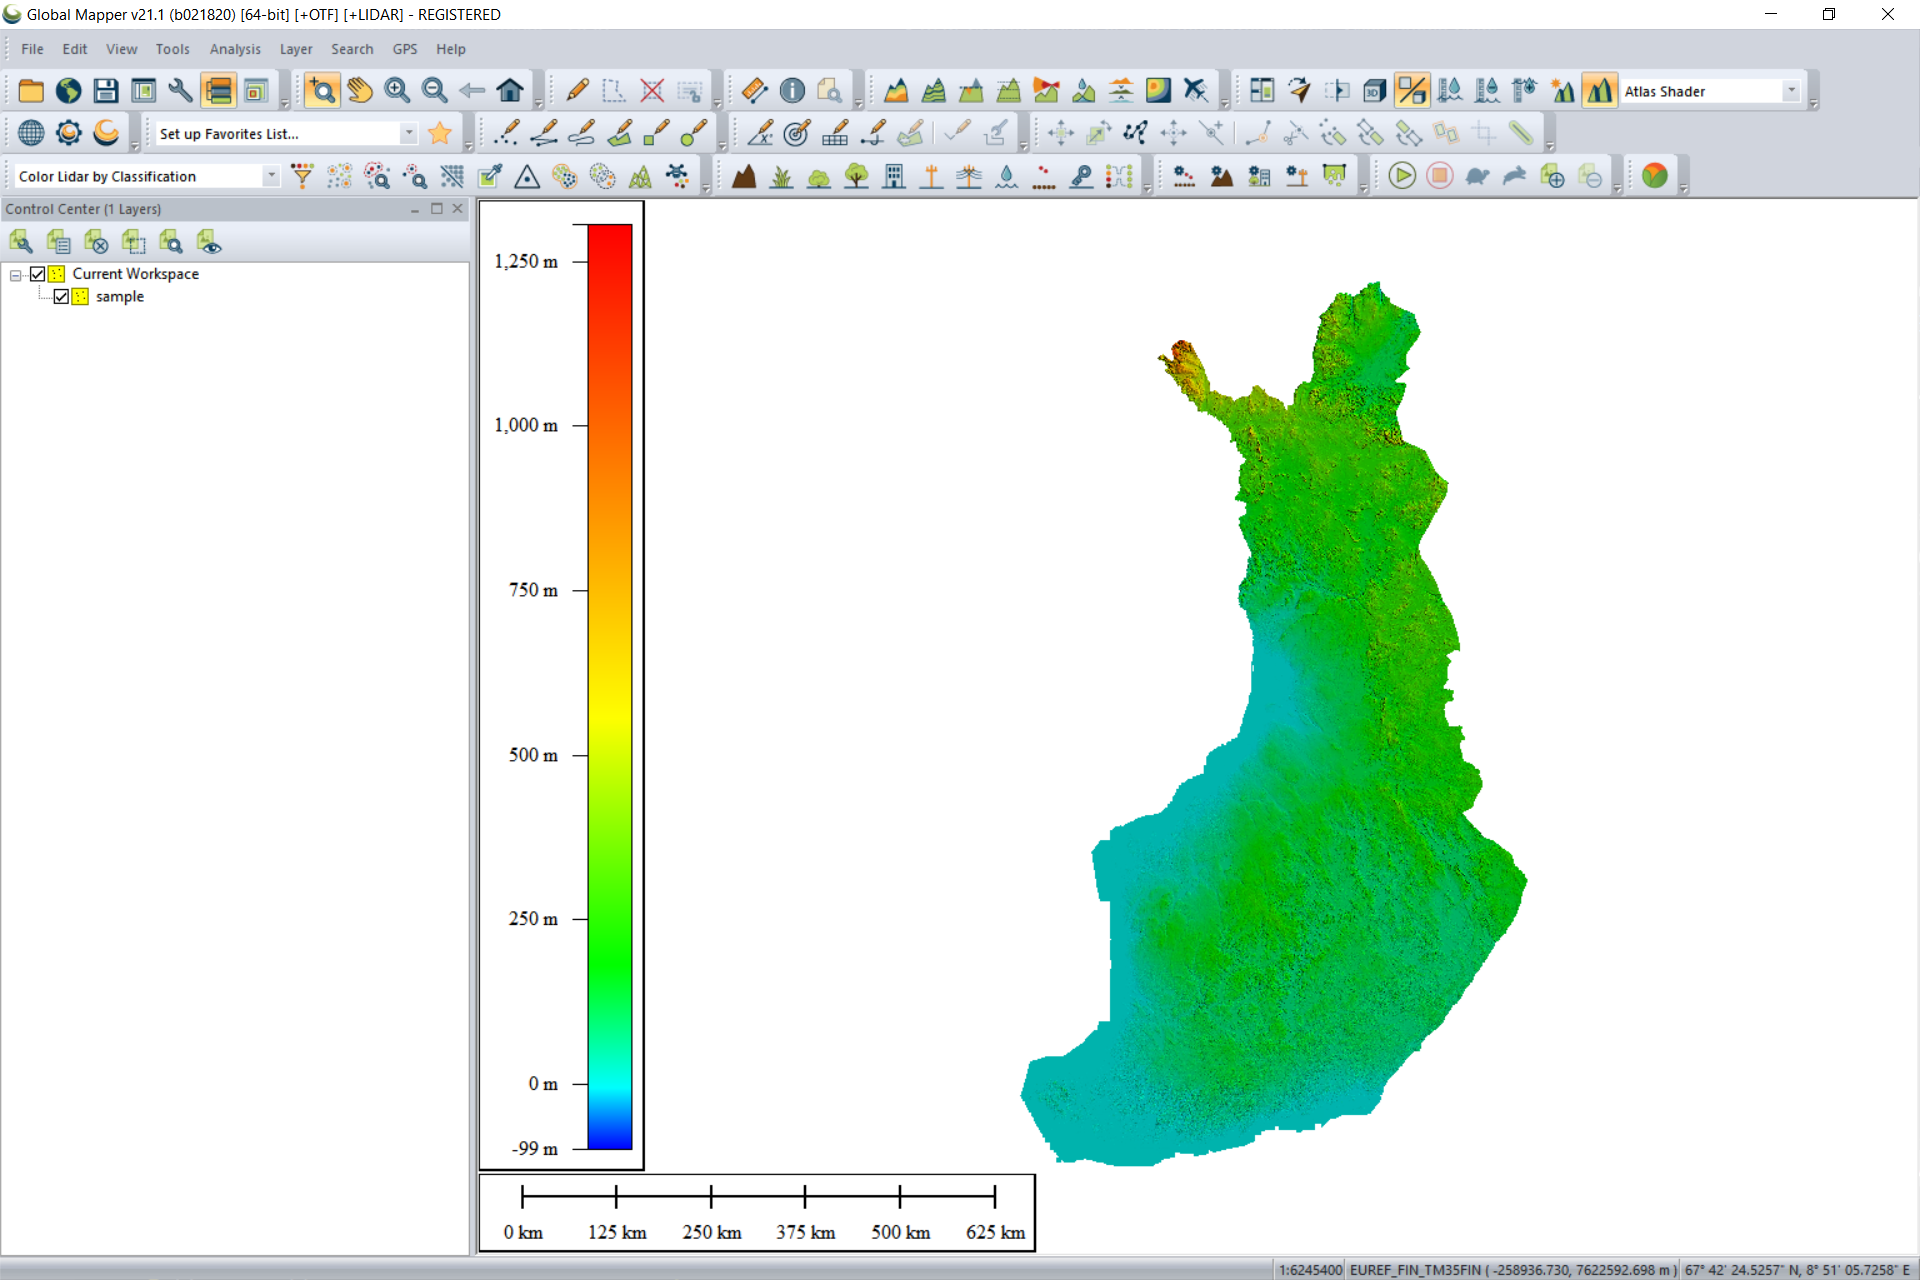 Global Mapper v21.1 (b021820) [64-bit] [+OTF] [+LIDAR] - REGISTERED
File Edit View Tools Analysis Layer Search GPS Help
3D
Atlas Shader
Set up Favorites List...
Color Lidar by Classification
Control Center (1 Layers)
Current Workspace
sample
1,250 m
1,000 m
750 m
500 m
250 m
0 m
-99 m
0 km 125 km 250 km 375 km 500 km 625 km
1:6245400 EUREF_FIN_TM35FIN ( -258936.730, 7622592.698 m ) 67° 42' 24.5257" N, 8° 51' 05.7258" E